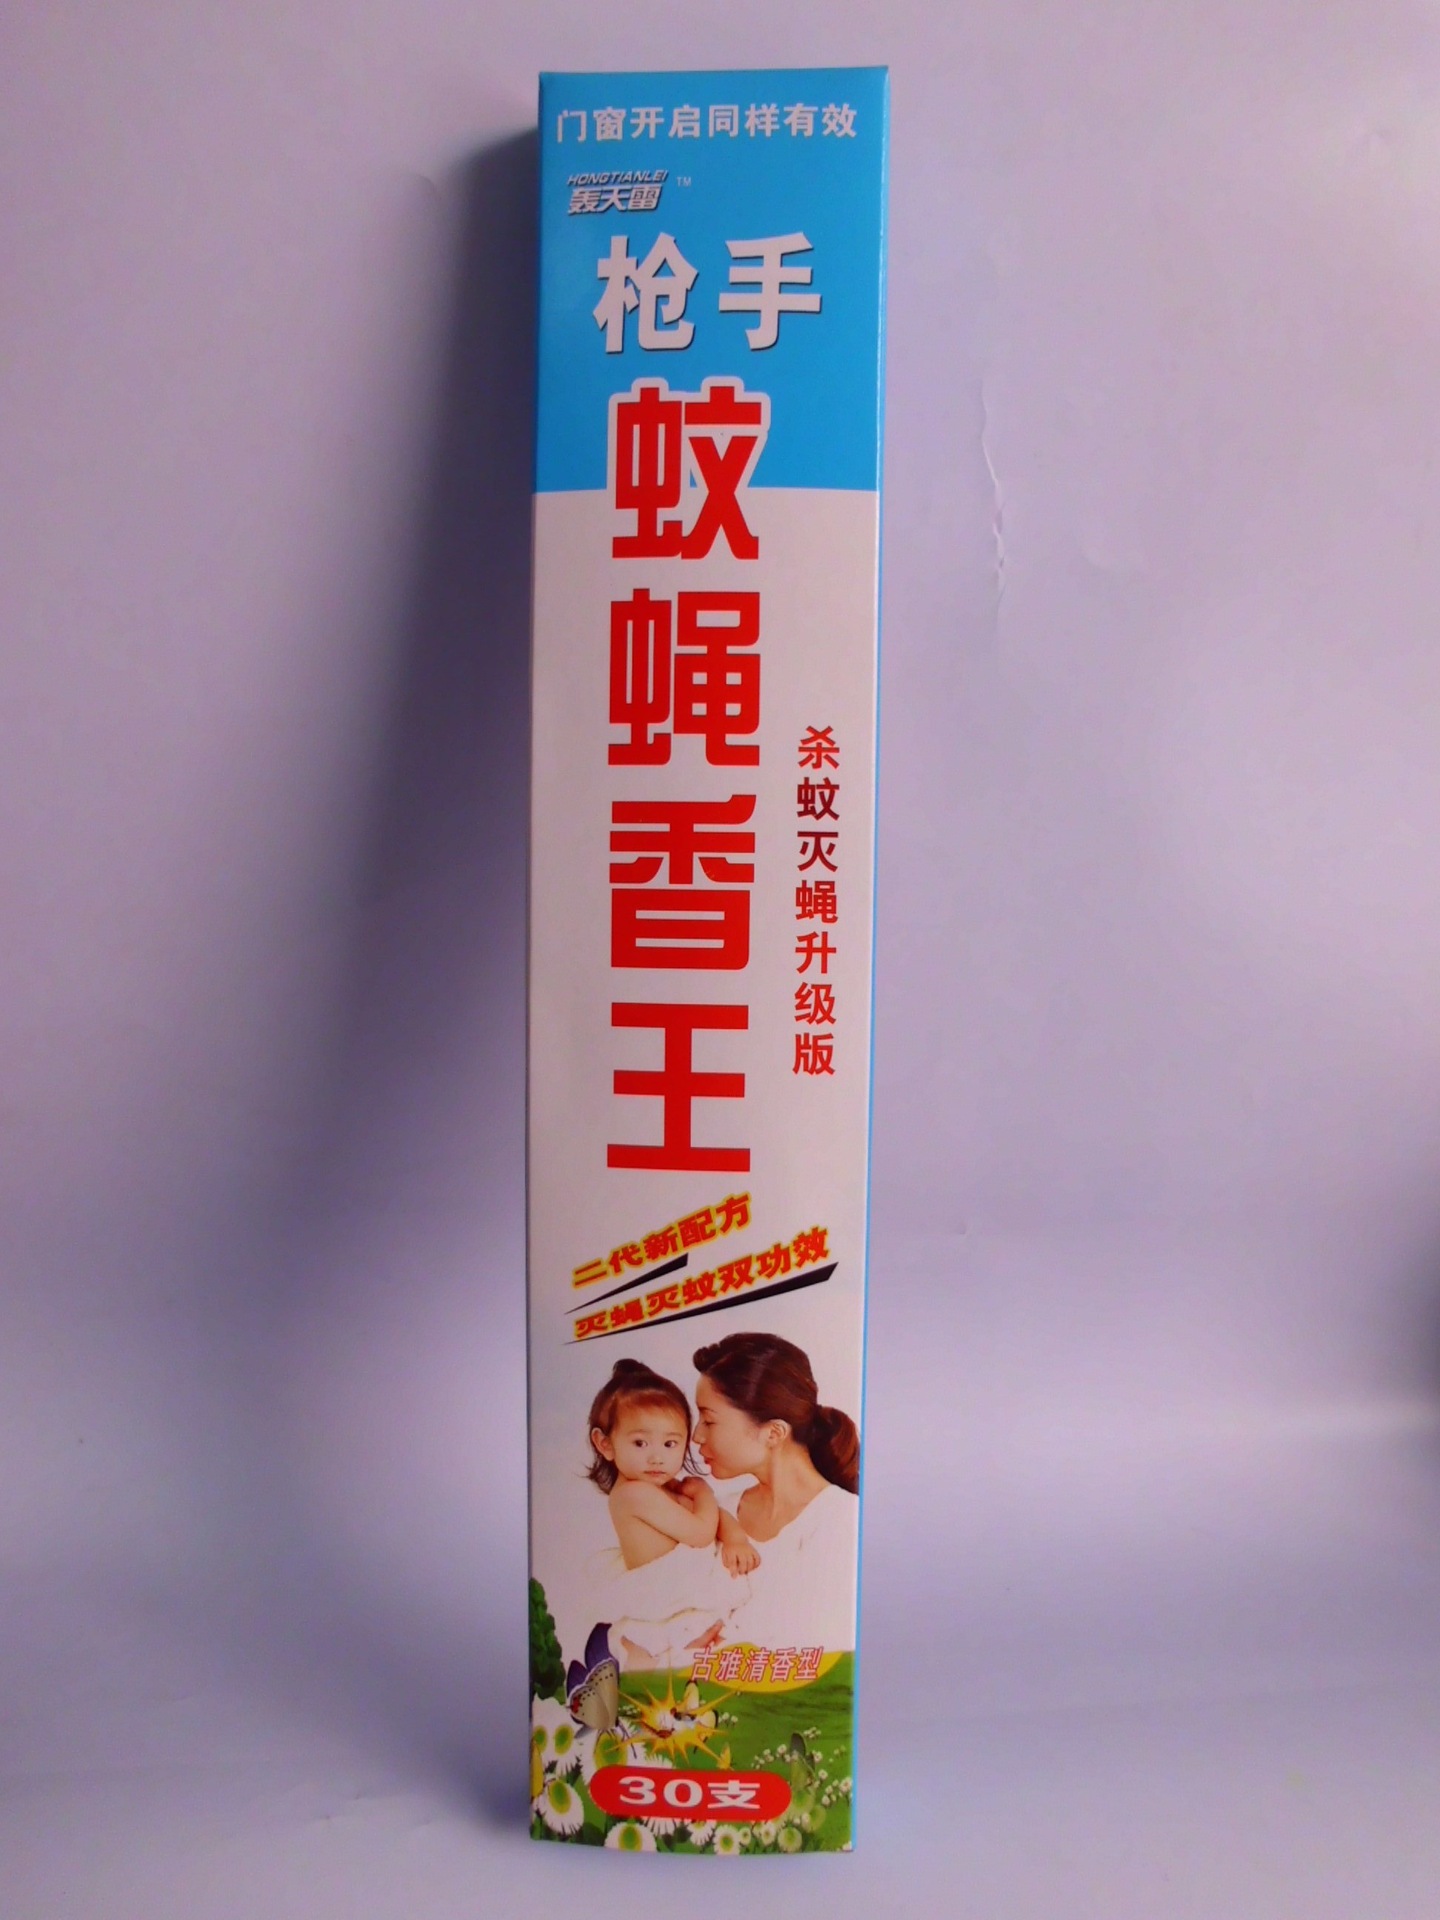 门窗开启同样有效
HONGTIANLEI
轰天雷 TM
枪手
蚊蝇香王
杀蚊灭蝇升级版
二代新配方
灭蝇灭蚊双功效
古雅清香型
30支